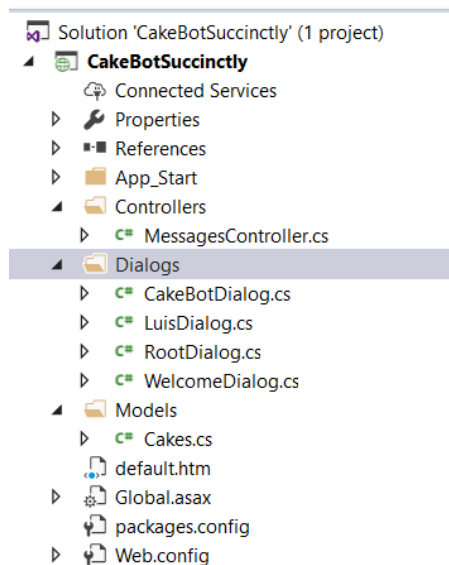 Solution 'CakeBotSuccinctly' (1 project)
CakeBotSuccinctly
Connected Services
Properties
References
App_Start
Controllers
C# MessagesController.cs
Dialogs
C# CakeBotDialog.cs
C# LuisDialog.cs
C# RootDialog.cs
C# WelcomeDialog.cs
Models
C# Cakes.cs
default.htm
Global.asax
packages.config
Web.config